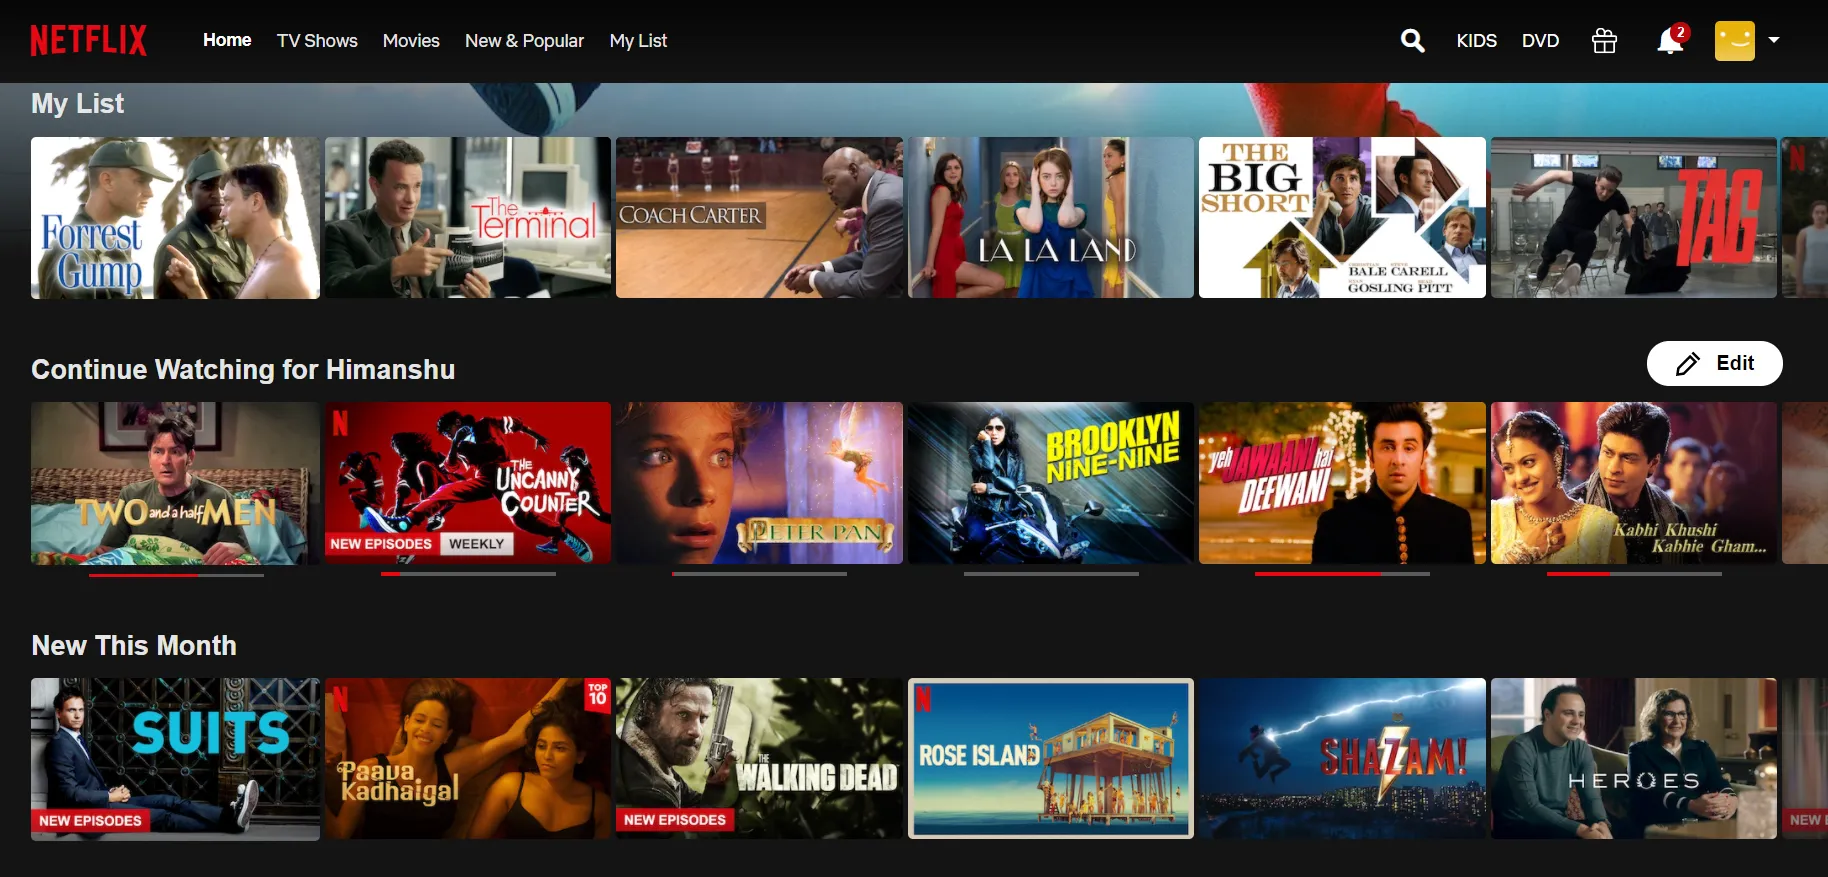 NETFLIX
Home
TV Shows
Movies
New & Popular
My List
KIDS
DVD
2
My List
Forrest
Gump
The
Terminal
COACH CARTER
LA LA LAND
THE
BIG
SHORT
CHRISTIAN STEVE
BALE CARELL
RYAN BRAD
GOSLING PITT
TAG
N
Continue Watching for Himanshu
Edit
TWO and a half MEN
N
THE
UNCANNY
COUNTER
NEW EPISODES
WEEKLY
PETER PAN
BROOKLYN
NINE-NINE
yeh JAWAANI hai
DEEWANI
Kabhi Khushi
Kabhie Gham...
New This Month
SUITS
NEW EPISODES
N
TOP
10
Paava
Kadhaigal
THE
WALKING DEAD
NEW EPISODES
N
ROSE ISLAND
SHAZAM!
HEROES
NEW